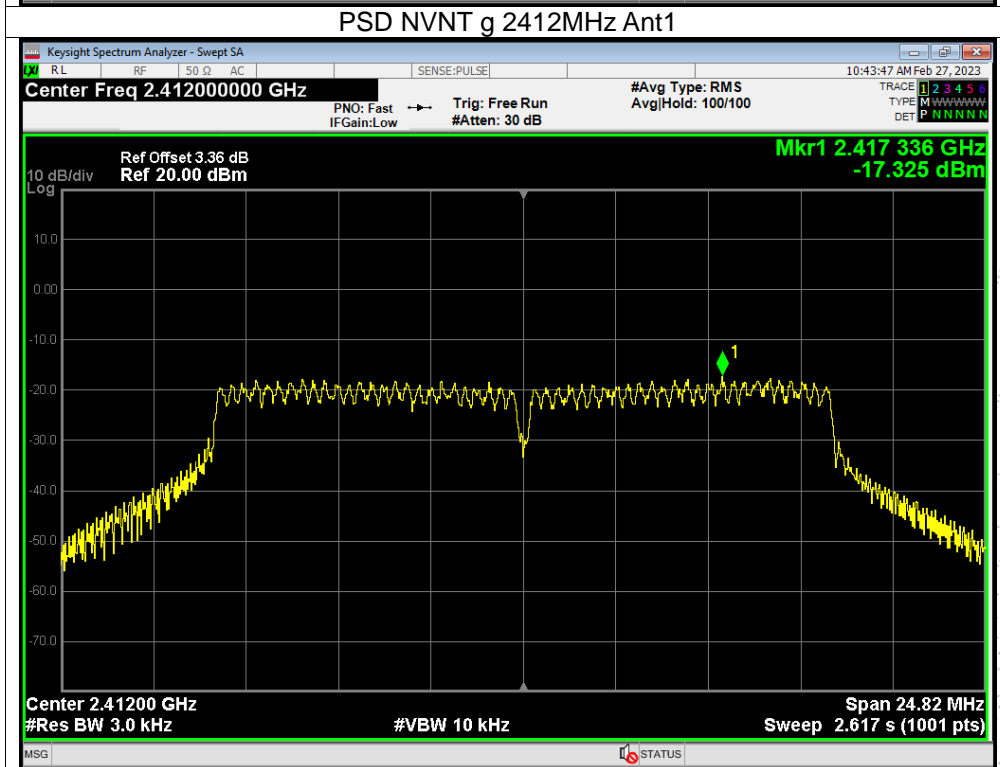 PSD NVNT g 2412MHz Ant1
Keysight Spectrum Analyzer - Swept SA
LXI RL RF 50 Ω AC SENSE:PULSE 10:43:47 AM Feb 27, 2023
Center Freq 2.412000000 GHz #Avg Type: RMS TRACE 1 2 3 4 5 6
PNO: Fast Trig: Free Run Avg|Hold: 100/100 TYPE M WWWWW
IFGain:Low #Atten: 30 dB DET P N N N N N
Mkr1 2.417 336 GHz
Ref Offset 3.36 dB
10 dB/div Ref 20.00 dBm -17.325 dBm
Log
10.0
0.00
-10.0
1
-20.0
-30.0
-40.0
-50.0
-60.0
-70.0
Center 2.41200 GHz Span 24.82 MHz
#Res BW 3.0 kHz #VBW 10 kHz Sweep 2.617 s (1001 pts)
MSG STATUS